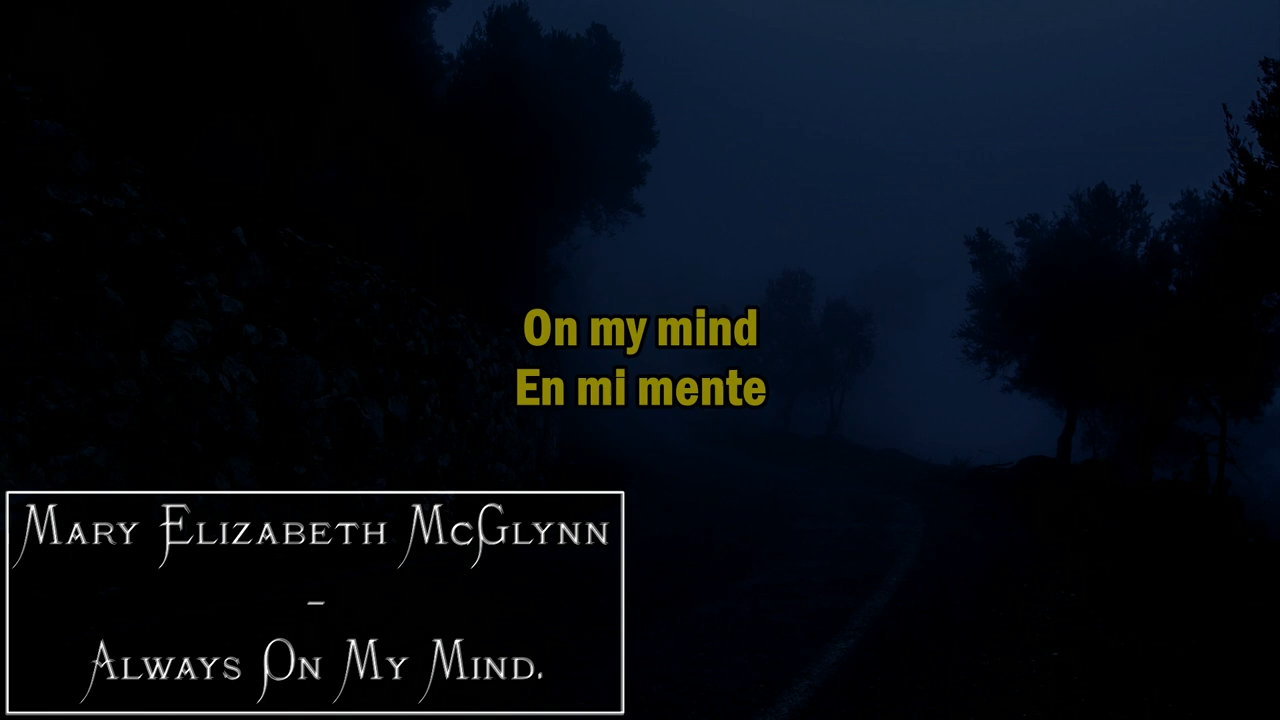 On my mind
En mi mente
Mary Elizabeth McGlynn
-
Always On My Mind.